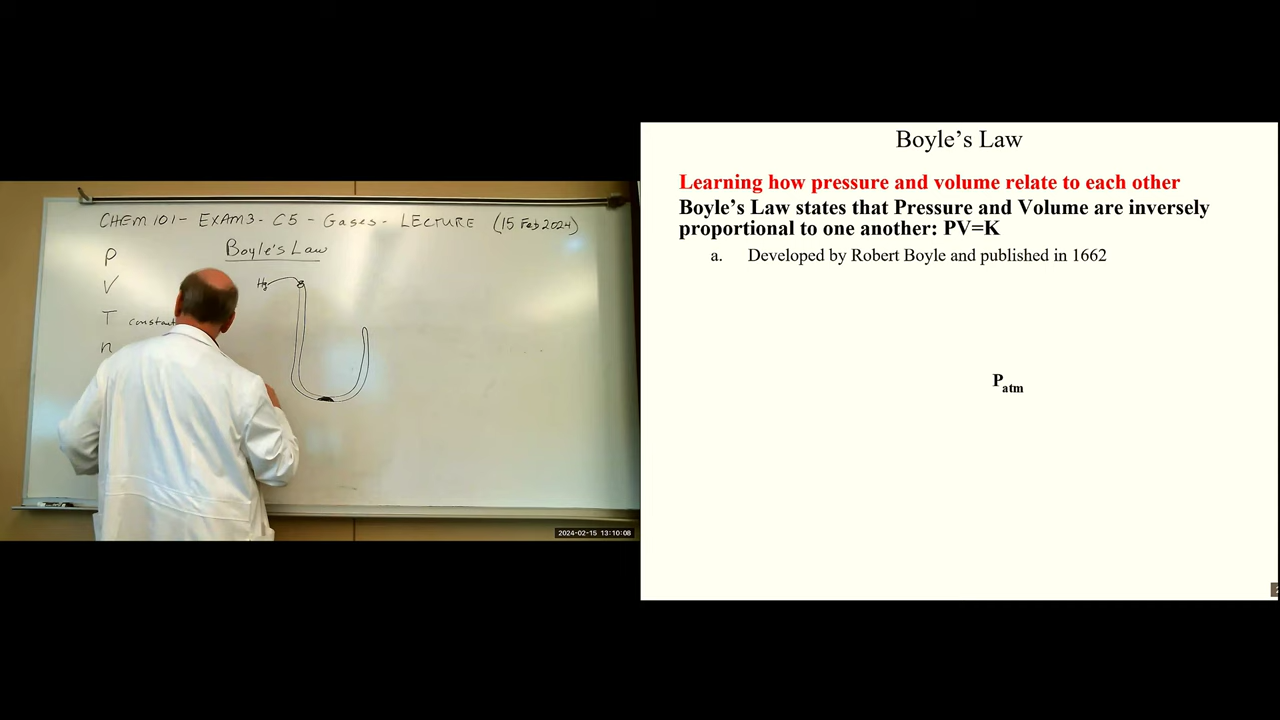 CHEM 101- EXAM3- C5 - Gases- LECTURE (15 Feb 2024)
Boyle's Law
P
V
T constant
n
Hg
2024-02-15 13:10:08
Boyle's Law
Learning how pressure and volume relate to each other
Boyle's Law states that Pressure and Volume are inversely
proportional to one another: PV=K
a. Developed by Robert Boyle and published in 1662
Patm